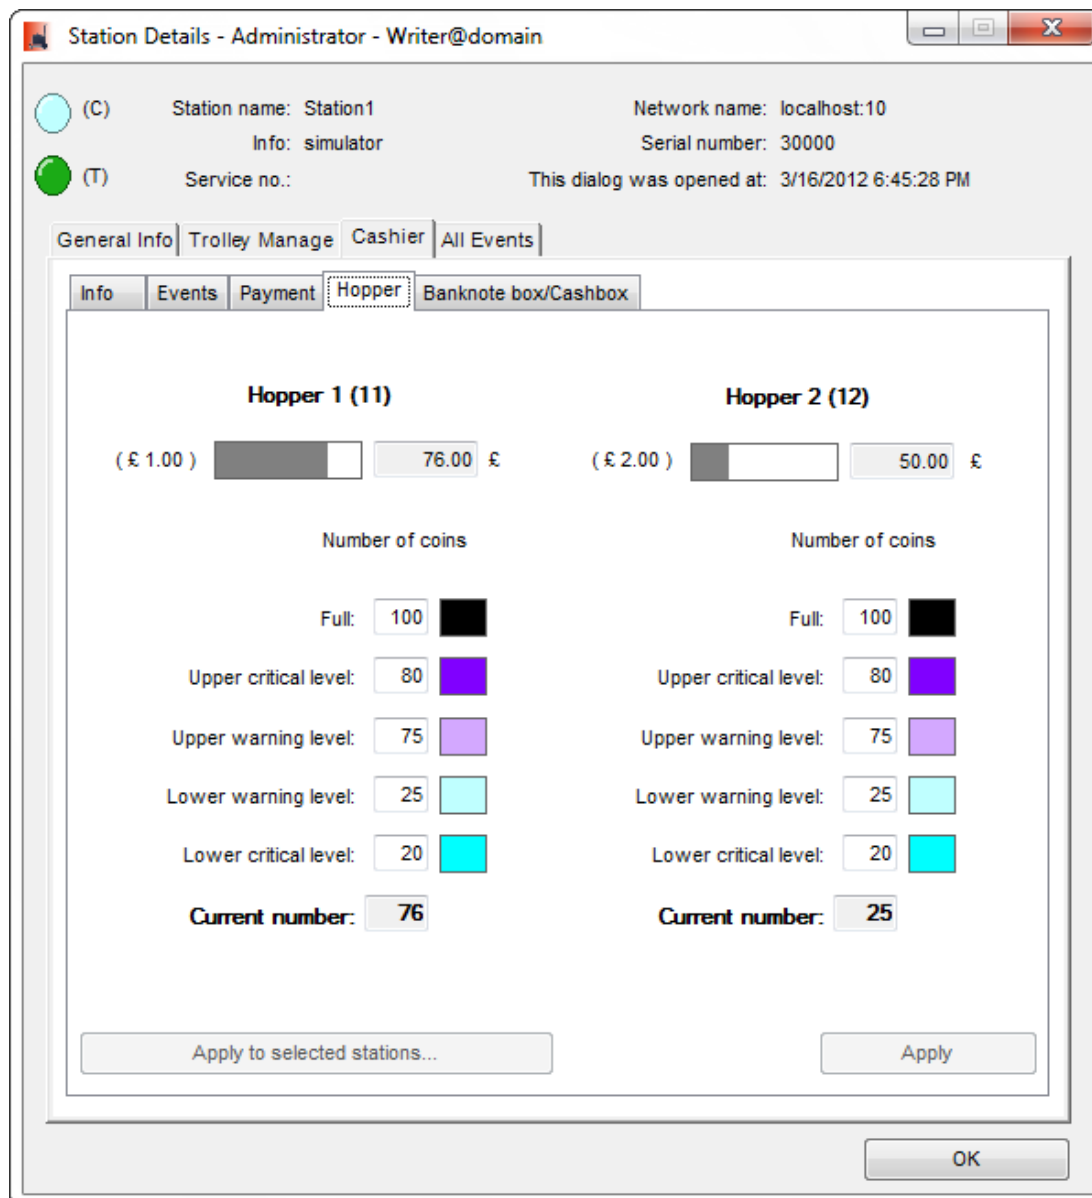 Station Details - Administrator - Writer@domain
(C) Station name: Station1 Network name: localhost:10
Info: simulator Serial number: 30000
(T) Service no.: This dialog was opened at: 3/16/2012 6:45:28 PM
General Info Trolley Manage Cashier All Events
Info Events Payment Hopper Banknote box/Cashbox
Hopper 1 (11) Hopper 2 (12)
( £ 1.00 ) 76.00 £ ( £ 2.00 ) 50.00 £
Number of coins Number of coins
Full: 100 Full: 100
Upper critical level: 80 Upper critical level: 80
Upper warning level: 75 Upper warning level: 75
Lower warning level: 25 Lower warning level: 25
Lower critical level: 20 Lower critical level: 20
Current number: 76 Current number: 25
Apply to selected stations... Apply
OK